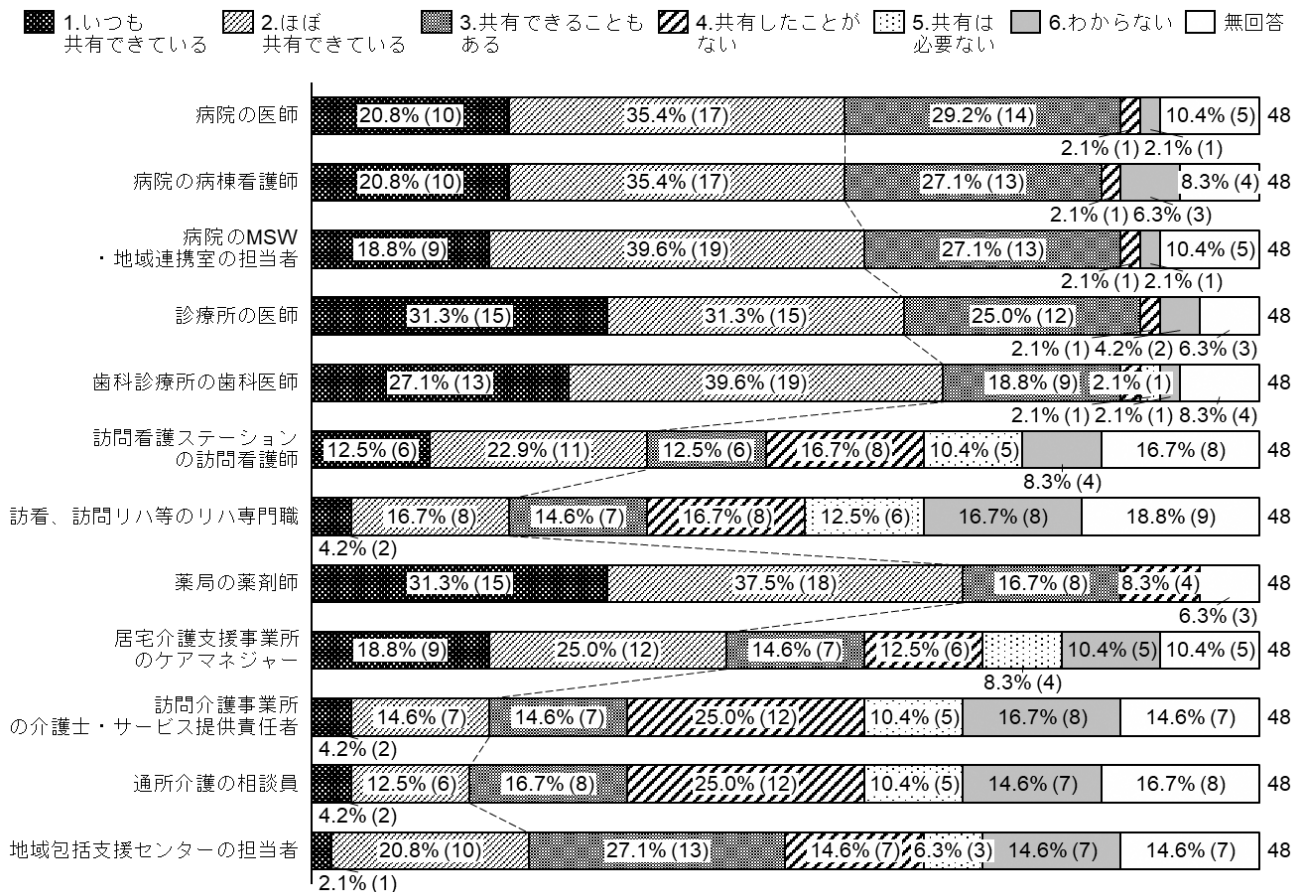 1.いつも 2.ほぼ 3.共有できることも 4.共有したことが 5.共有は 6.わからない 無回答
共有できている 共有できている ある ない 必要ない
病院の医師 20.8% (10) 35.4% (17) 29.2% (14) 10.4% (5) 48
2.1% (1) 2.1% (1)
病院の病棟看護師 20.8% (10) 35.4% (17) 27.1% (13) 8.3% (4) 48
2.1% (1) 6.3% (3)
病院のMSW
・地域連携室の担当者 18.8% (9) 39.6% (19) 27.1% (13) 10.4% (5) 48
2.1% (1) 2.1% (1)
診療所の医師 31.3% (15) 31.3% (15) 25.0% (12) 48
2.1% (1) 4.2% (2) 6.3% (3)
歯科診療所の歯科医師 27.1% (13) 39.6% (19) 18.8% (9) 2.1% (1) 48
2.1% (1) 2.1% (1) 8.3% (4)
訪問看護ステーション
の訪問看護師 12.5% (6) 22.9% (11) 12.5% (6) 16.7% (8) 10.4% (5) 16.7% (8) 48
8.3% (4)
訪看、訪問リハ等のリハ専門職 16.7% (8) 14.6% (7) 16.7% (8) 12.5% (6) 16.7% (8) 18.8% (9) 48
4.2% (2)
薬局の薬剤師 31.3% (15) 37.5% (18) 16.7% (8) 8.3% (4) 48
6.3% (3)
居宅介護支援事業所
のケアマネジャー 18.8% (9) 25.0% (12) 14.6% (7) 12.5% (6) 10.4% (5) 10.4% (5) 48
8.3% (4)
訪問介護事業所
の介護士・サービス提供責任者 14.6% (7) 14.6% (7) 25.0% (12) 10.4% (5) 16.7% (8) 14.6% (7) 48
4.2% (2)
通所介護の相談員 12.5% (6) 16.7% (8) 25.0% (12) 10.4% (5) 14.6% (7) 16.7% (8) 48
4.2% (2)
地域包括支援センターの担当者 20.8% (10) 27.1% (13) 14.6% (7) 6.3% (3) 14.6% (7) 14.6% (7) 48
2.1% (1)